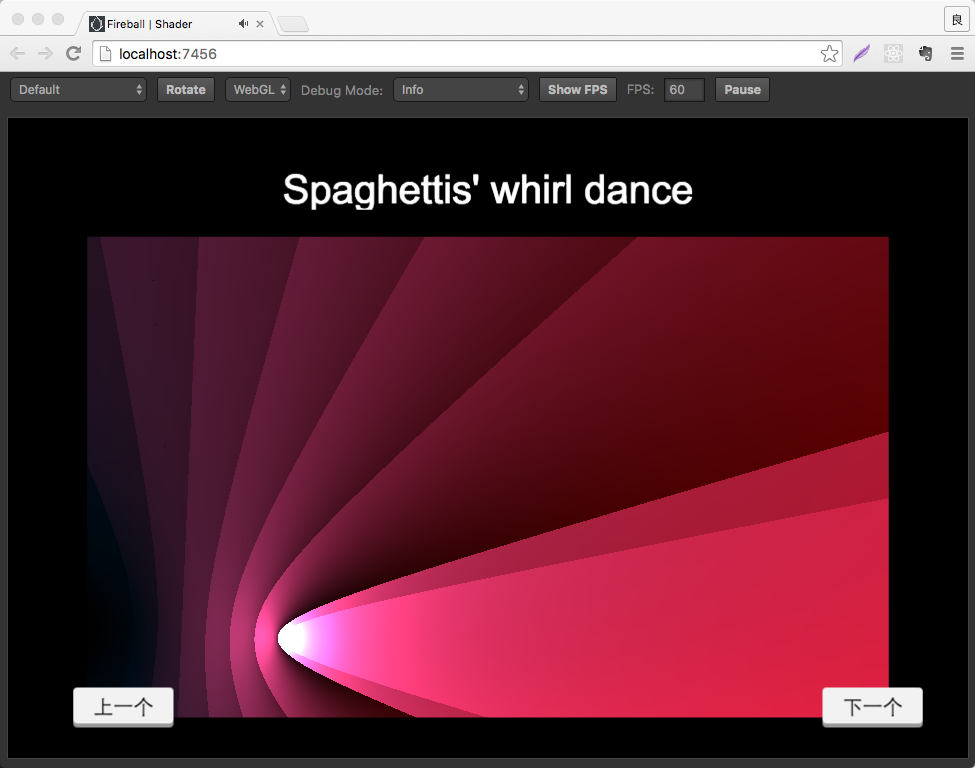 Fireball | Shader
良
localhost:7456
Default Rotate WebGL Debug Mode: Info Show FPS FPS: 60 Pause
Spaghettis' whirl dance
上一个 下一个